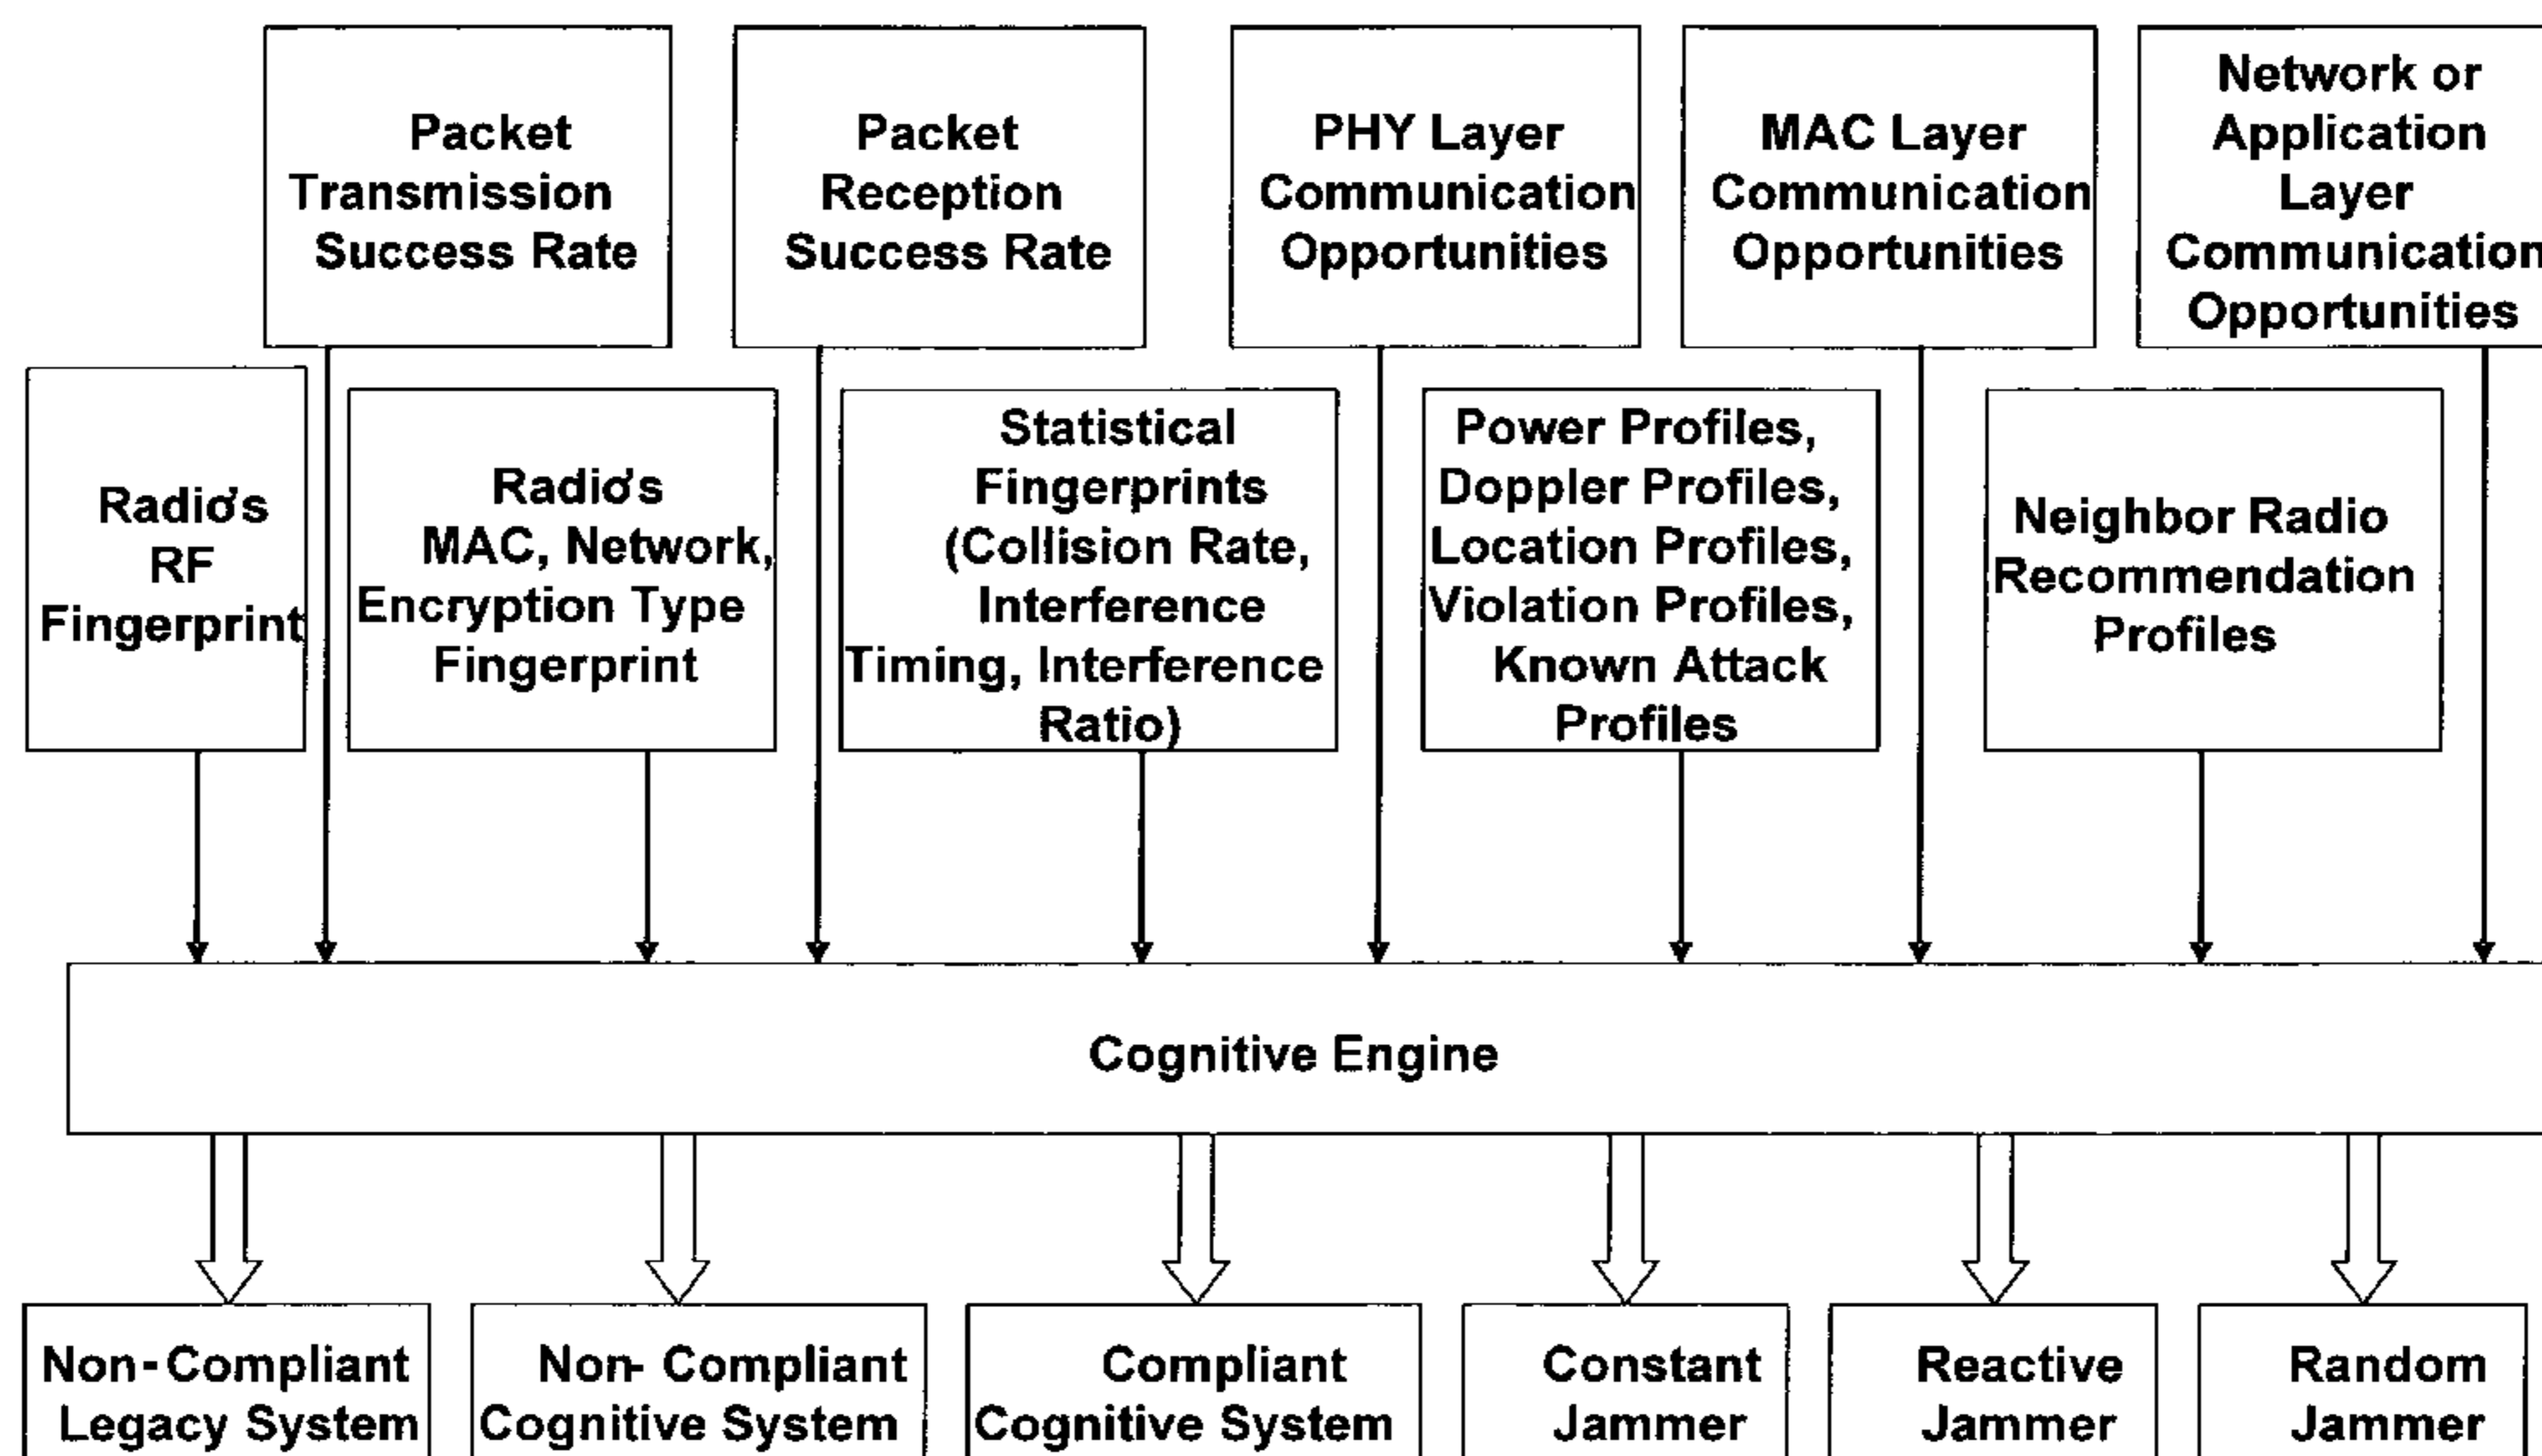 Packet
Transmission
Success Rate
Packet
Reception
Success Rate
PHY Layer
Communication
Opportunities
MAC Layer
Communication
Opportunities
Network or
Application
Layer
Communication
Opportunities
Radio's
RF
Fingerprint
Radio's
MAC, Network,
Encryption Type
Fingerprint
Statistical
Fingerprints
(Collision Rate,
Interference
Timing, Interference
Ratio)
Power Profiles,
Doppler Profiles,
Location Profiles,
Violation Profiles,
Known Attack
Profiles
Neighbor Radio
Recommendation
Profiles
Cognitive Engine
Non-Compliant
Legacy System
Non- Compliant
Cognitive System
Compliant
Cognitive System
Constant
Jammer
Reactive
Jammer
Random
Jammer